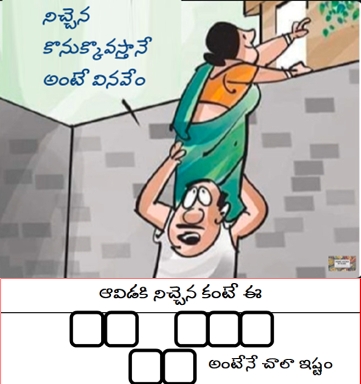 నిచ్చెన
కొనుక్కొవస్తానే
అంటే వినవేం
ఆవిడకి నిచ్చెన కంటే ఈ
అంటేనే చాలా ఇష్టం